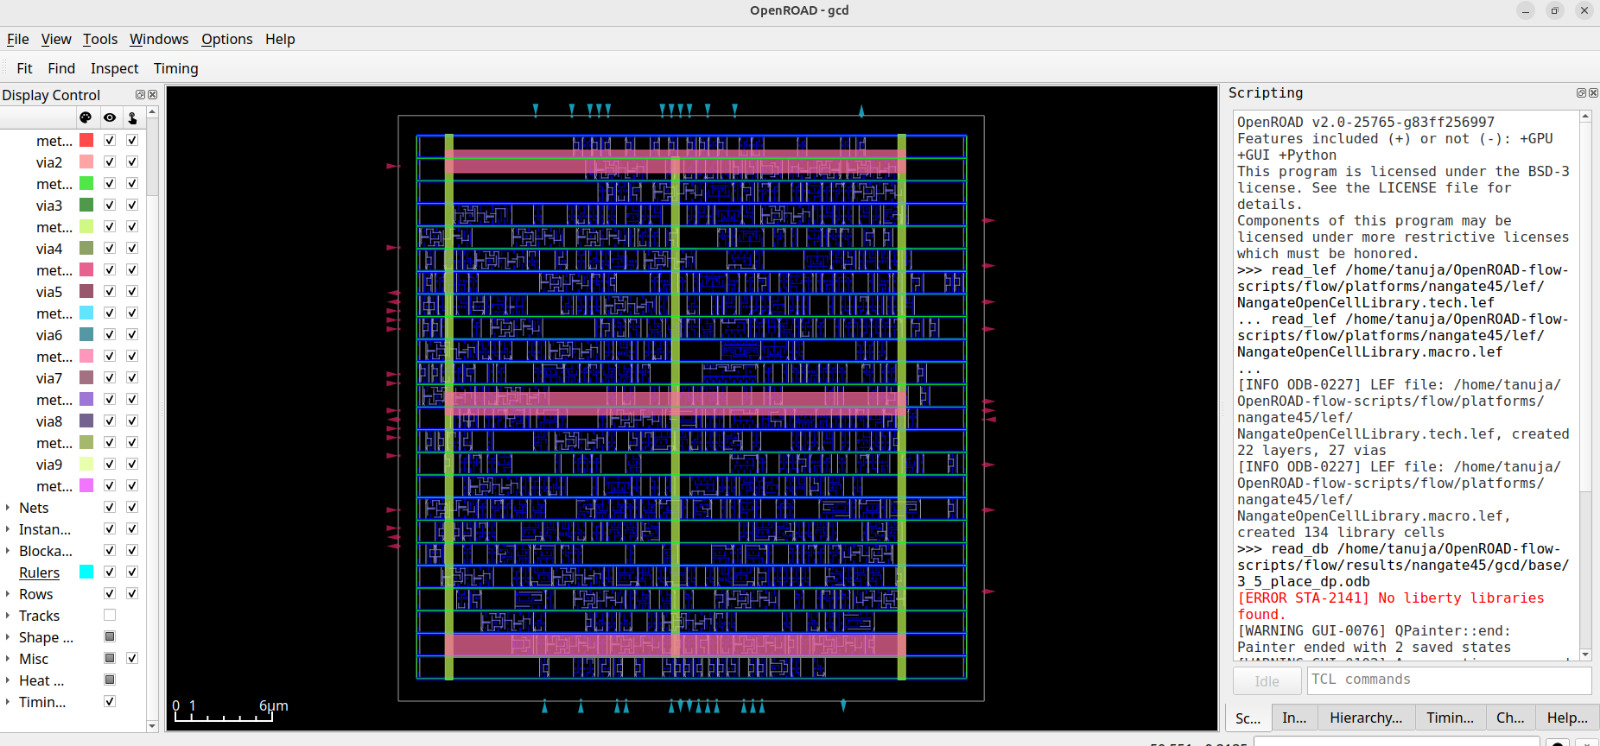 OpenROAD - gcd
File View Tools Windows Options Help
Fit Find Inspect Timing
Display Control
met...
via2
met...
via3
met...
via4
met...
via5
met...
via6
met...
via7
met...
via8
met...
via9
met...
Nets
Instan...
Blocka...
Rulers
Rows
Tracks
Shape ...
Misc
Heat ...
Timin...
0 1 6μm
Scripting
OpenROAD v2.0-25765-g83ff256997
Features included (+) or not (-): +GPU
+GUI +Python
This program is licensed under the BSD-3
license. See the LICENSE file for
details.
Components of this program may be
licensed under more restrictive licenses
which must be honored.
>>> read_lef /home/tanuja/OpenROAD-flow-
scripts/flow/platforms/nangate45/lef/
NangateOpenCellLibrary.tech.lef
... read_lef /home/tanuja/OpenROAD-flow-
scripts/flow/platforms/nangate45/lef/
NangateOpenCellLibrary.macro.lef
...
[INFO ODB-0227] LEF file: /home/tanuja/
OpenROAD-flow-scripts/flow/platforms/
nangate45/lef/
NangateOpenCellLibrary.tech.lef, created
22 layers, 27 vias
[INFO ODB-0227] LEF file: /home/tanuja/
OpenROAD-flow-scripts/flow/platforms/
nangate45/lef/
NangateOpenCellLibrary.macro.lef,
created 134 library cells
>>> read_db /home/tanuja/OpenROAD-flow-
scripts/flow/results/nangate45/gcd/base/
3_5_place_dp.odb
[ERROR STA-2141] No liberty libraries
found.
[WARNING GUI-0076] QPainter::end:
Painter ended with 2 saved states
Idle TCL commands
Sc... In... Hierarchy... Timin... Ch... Help...